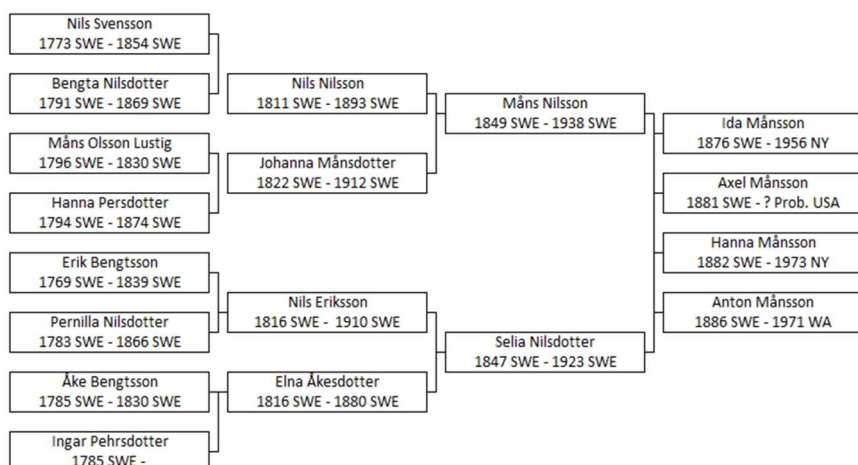 Nils Svensson
1773 SWE - 1854 SWE
Bengta Nilsdotter
1791 SWE - 1869 SWE
Måns Olsson Lustig
1796 SWE - 1830 SWE
Hanna Persdotter
1794 SWE - 1874 SWE
Erik Bengtsson
1769 SWE - 1839 SWE
Pernilla Nilsdotter
1783 SWE - 1866 SWE
Åke Bengtsson
1785 SWE - 1830 SWE
Ingar Pehrsdotter
1785 SWE -
Nils Nilsson
1811 SWE - 1893 SWE
Johanna Månsdotter
1822 SWE - 1912 SWE
Nils Eriksson
1816 SWE - 1910 SWE
Elna Åkesdotter
1816 SWE - 1880 SWE
Måns Nilsson
1849 SWE - 1938 SWE
Selia Nilsdotter
1847 SWE - 1923 SWE
Ida Månsson
1876 SWE - 1956 NY
Axel Månsson
1881 SWE - ? Prob. USA
Hanna Månsson
1882 SWE - 1973 NY
Anton Månsson
1886 SWE - 1971 WA